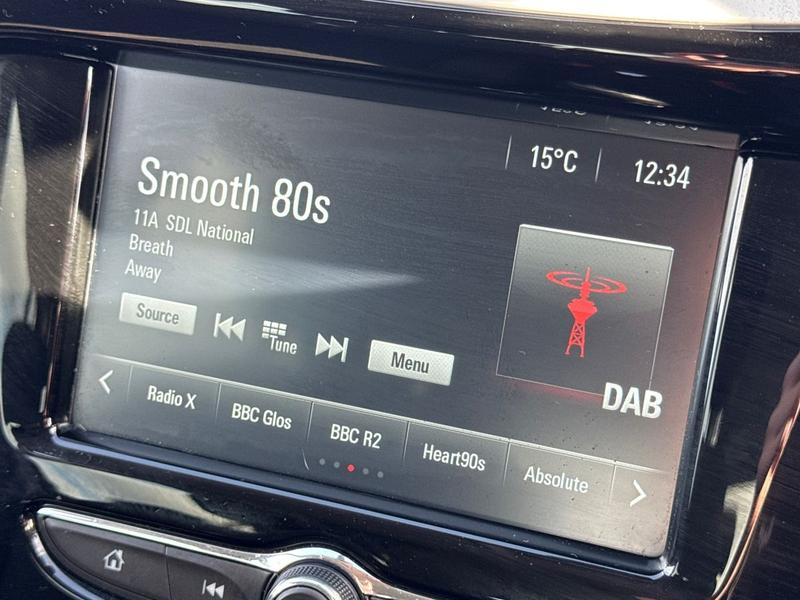 15°C 12:34
Smooth 80s
11A SDL National
Breath
Away
Source Tune Menu
DAB
Radio X BBC Glos BBC R2 Heart90s Absolute